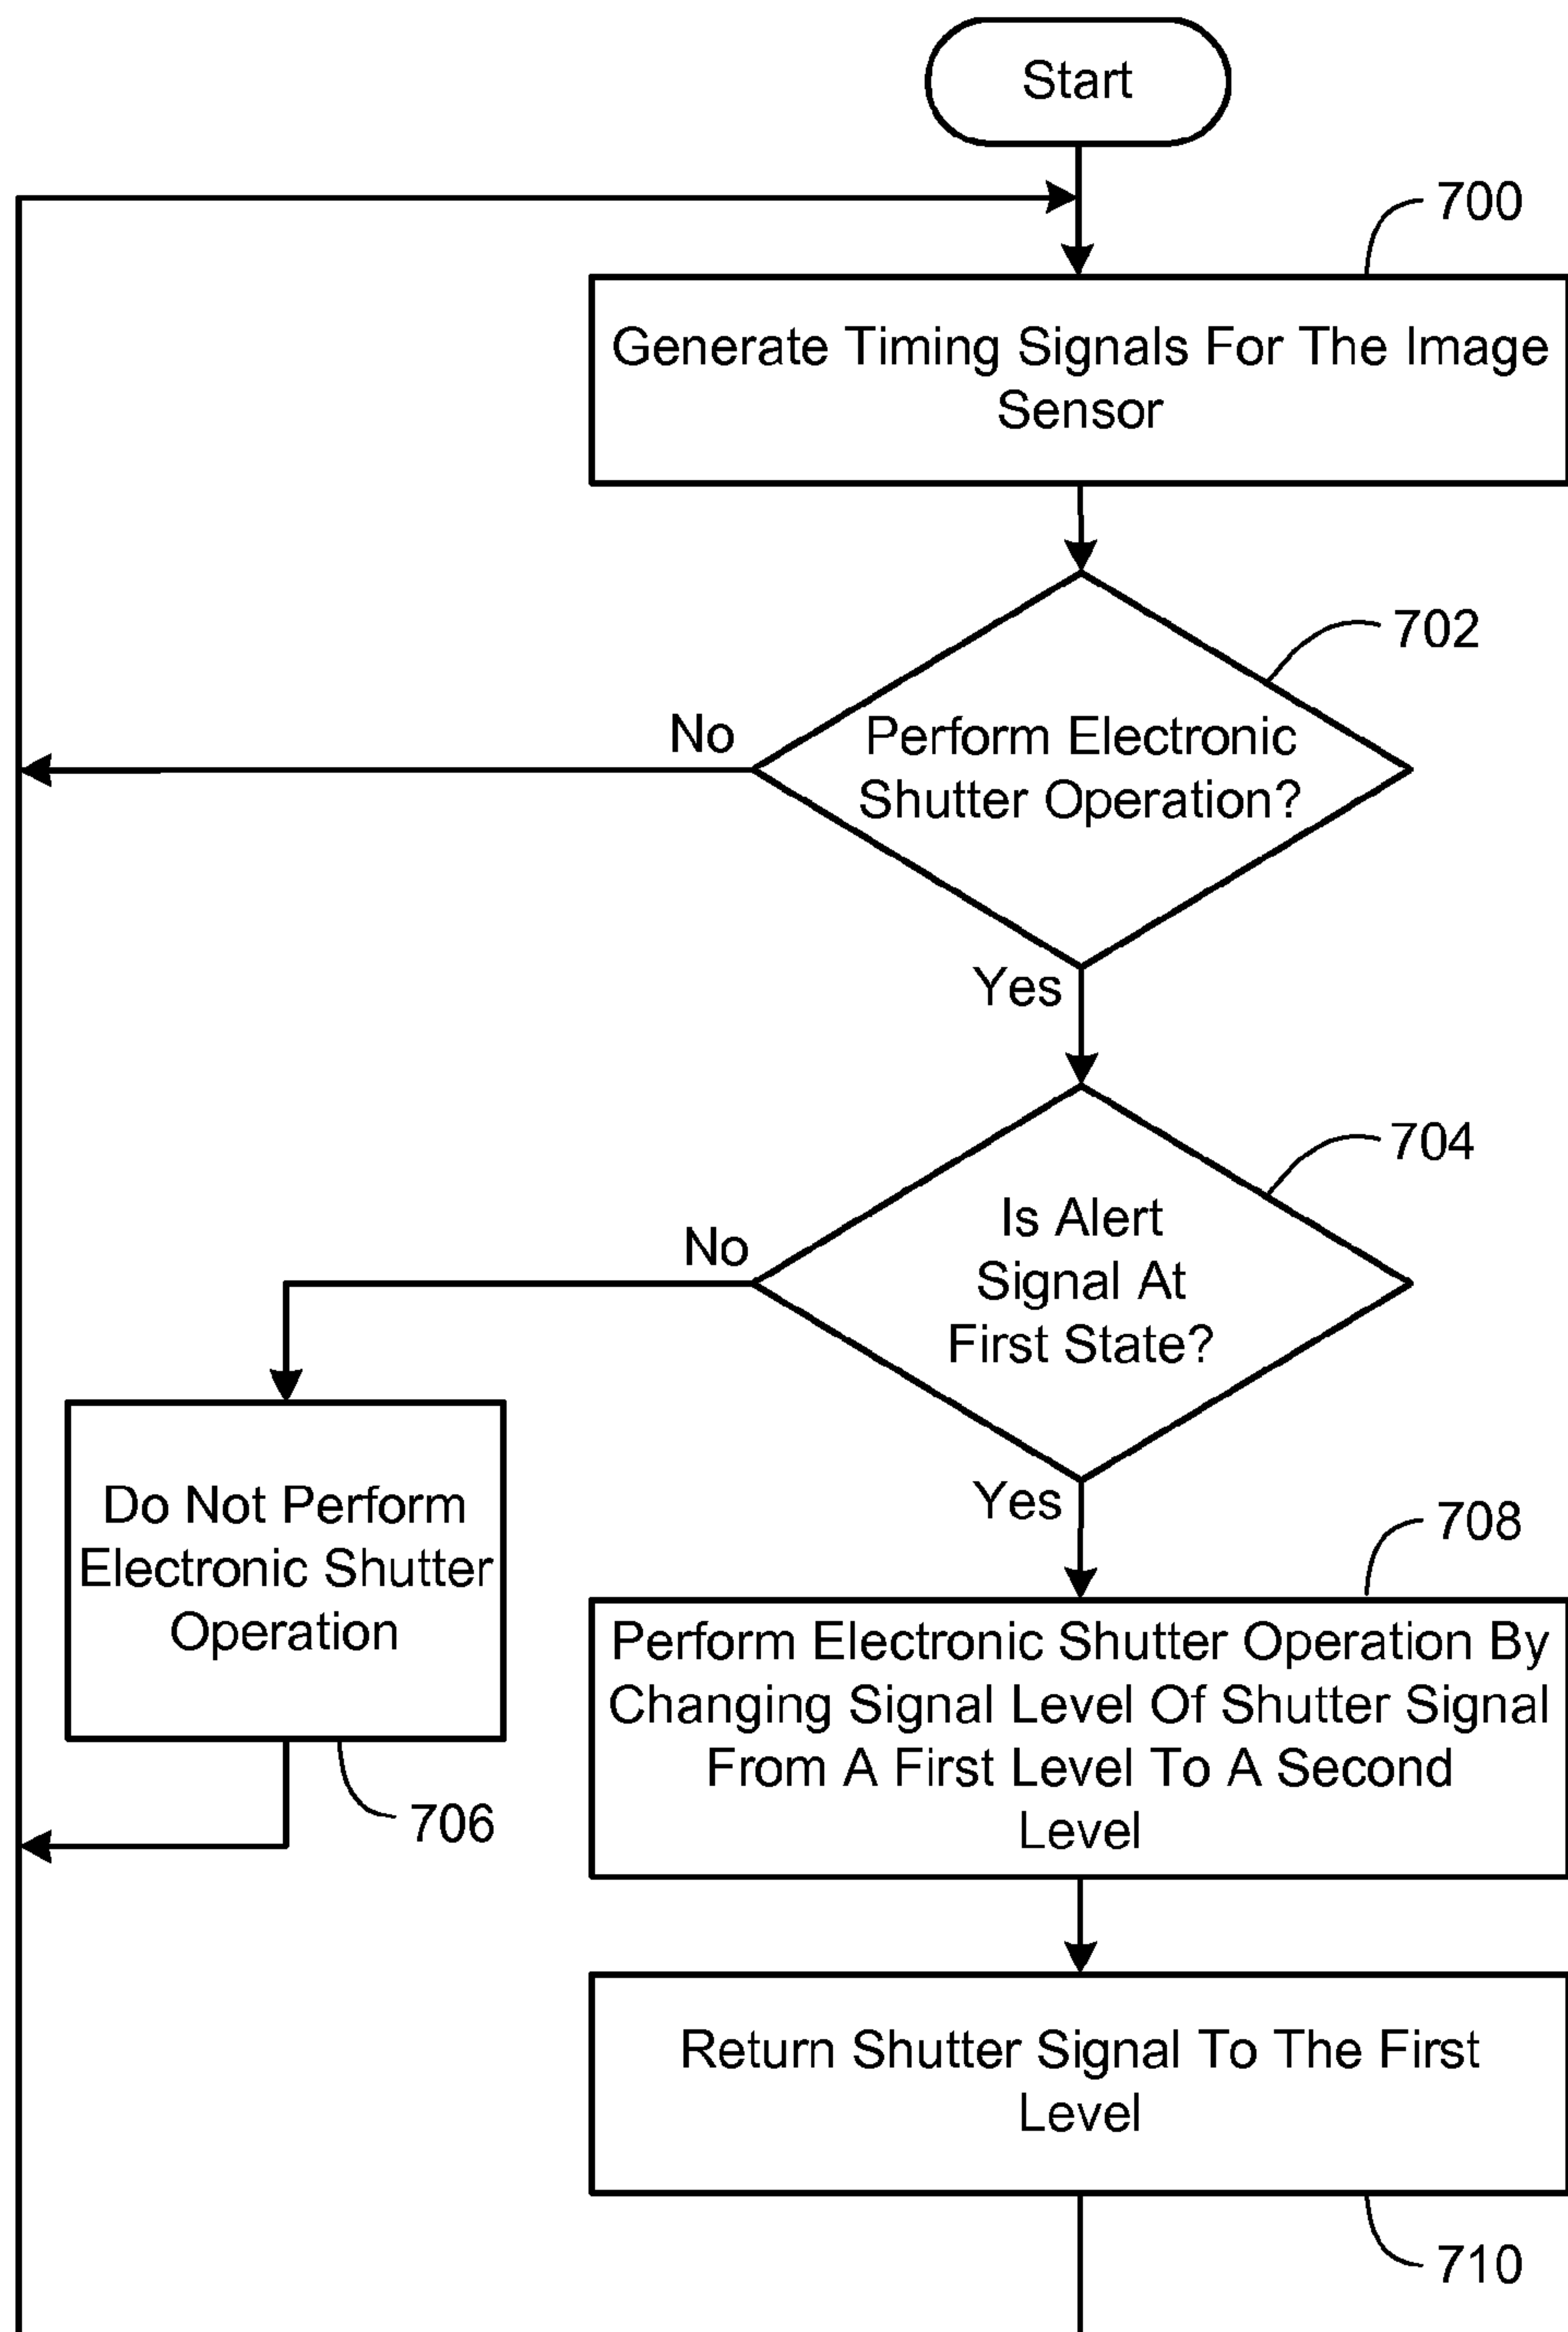 Start
700
Generate Timing Signals For The Image
Sensor
702
No
Perform Electronic
Shutter Operation?
Yes
704
No
Is Alert
Signal At
First State?
Yes
Do Not Perform
Electronic Shutter
Operation
706
708
Perform Electronic Shutter Operation By
Changing Signal Level Of Shutter Signal
From A First Level To A Second
Level
Return Shutter Signal To The First
Level
710